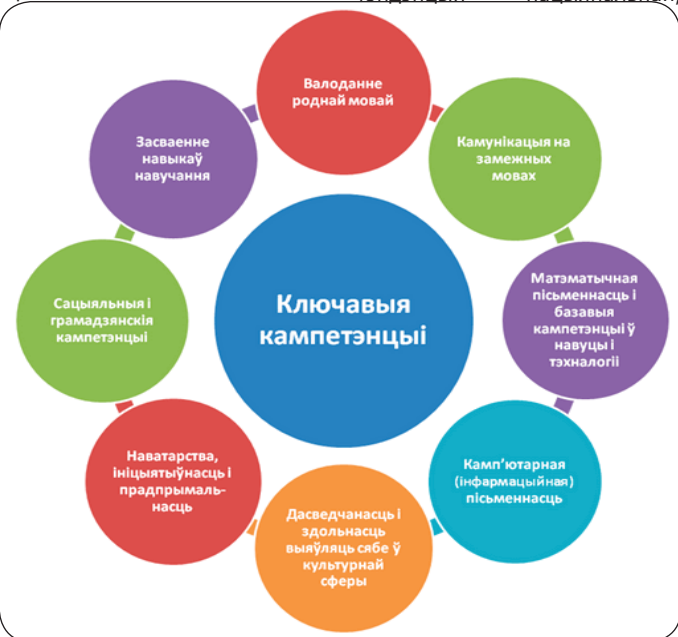 Валоданне
роднай мовай
Камунікацыя на
замежных
мовах
Матэматычная
пісьменнасць і
базавыя
кампетэнцыі ў
навуцы і
тэхналогіі
Камп’ютарная
(інфармацыйная)
пісьменнасць
Дасведчанасць і
здольнасць
выяўляць сябе ў
культурнай
сферы
Наватарства,
ініцыятыўнасць і
прадпрымаль-
насць
Сацыяльныя і
грамадзянскія
кампетэнцыі
Засваенне
навыкаў
навучання
Ключавыя
кампетэнцыі